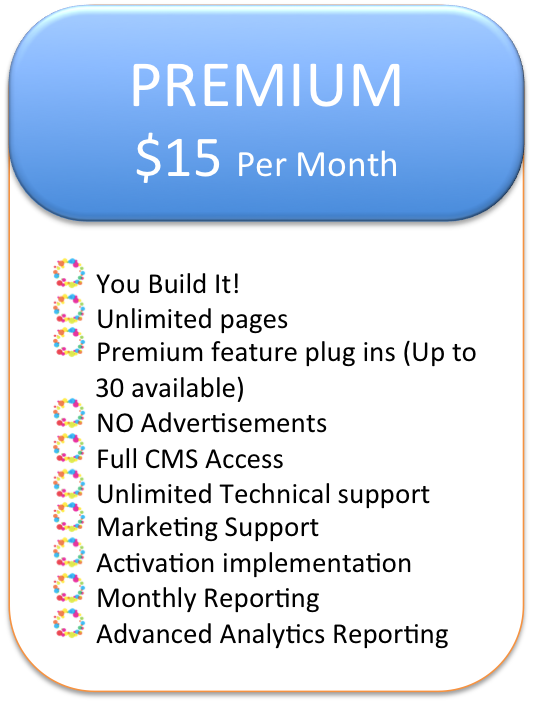 PREMIUM
$15 Per Month
You Build It!
Unlimited pages
Premium feature plug ins (Up to
30 available)
NO Advertisements
Full CMS Access
Unlimited Technical support
Marketing Support
Activation implementation
Monthly Reporting
Advanced Analytics Reporting